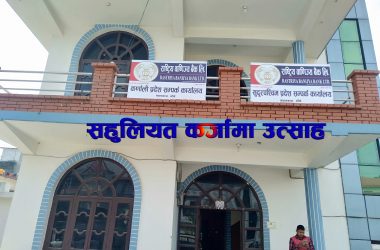 राष्ट्रिय वाणिज्य बैंक लि.
RASTRIYA BANIJYA BANK LTD.
कर्णाली प्रदेश सम्पर्क कार्यालय
राष्ट्रिय वाणिज्य बैंक लि.
RASTRIYA BANIJYA BANK LTD.
सुदूरपश्चिम प्रदेश सम्पर्क कार्यालय
सहुलियत कर्जामा उत्साह